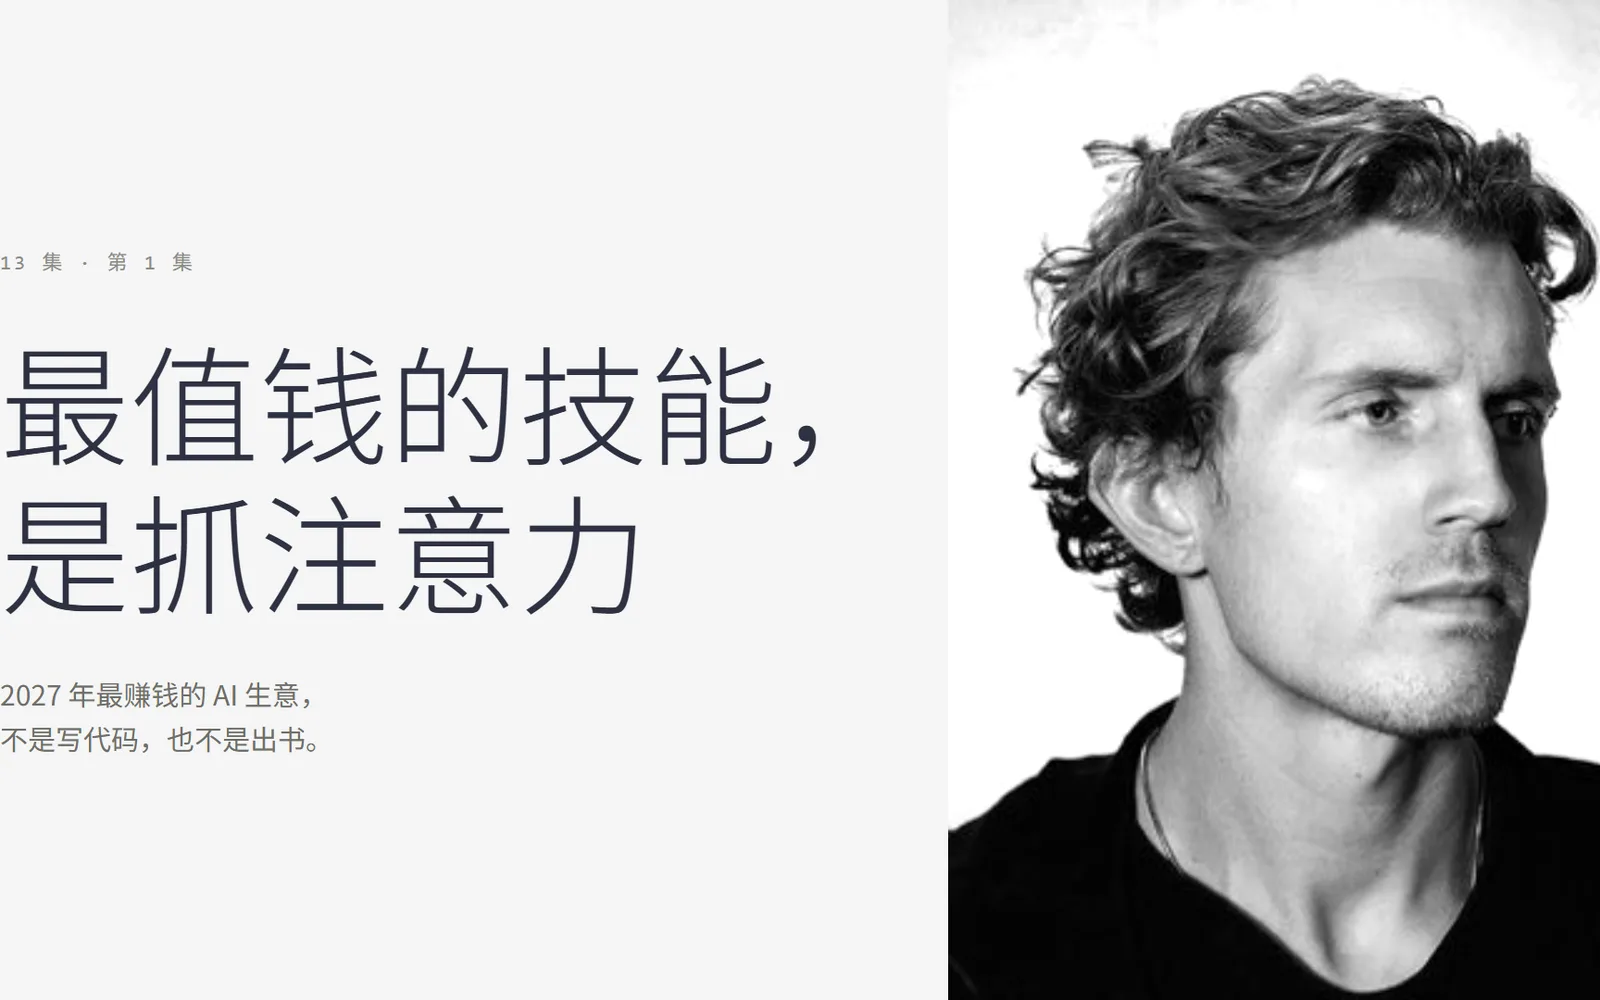 13 集 · 第 1 集
最值钱的技能，
是抓注意力
2027 年最赚钱的 AI 生意，
不是写代码，也不是出书。